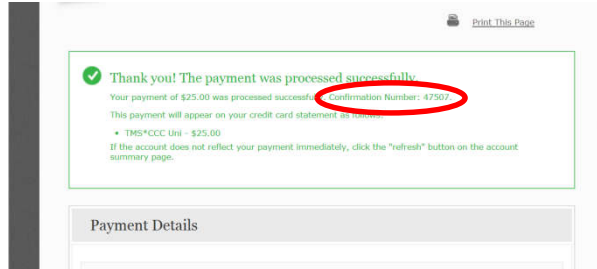 Print This Page
Thank you! The payment was processed successfully.
Your payment of $25.00 was processed successfully. Confirmation Number: 47507.
This payment will appear on your credit card statement as follows:
• TMS*CCC Uni - $25.00
If the account does not reflect your payment immediately, click the "refresh" button on the account
summary page.
Payment Details